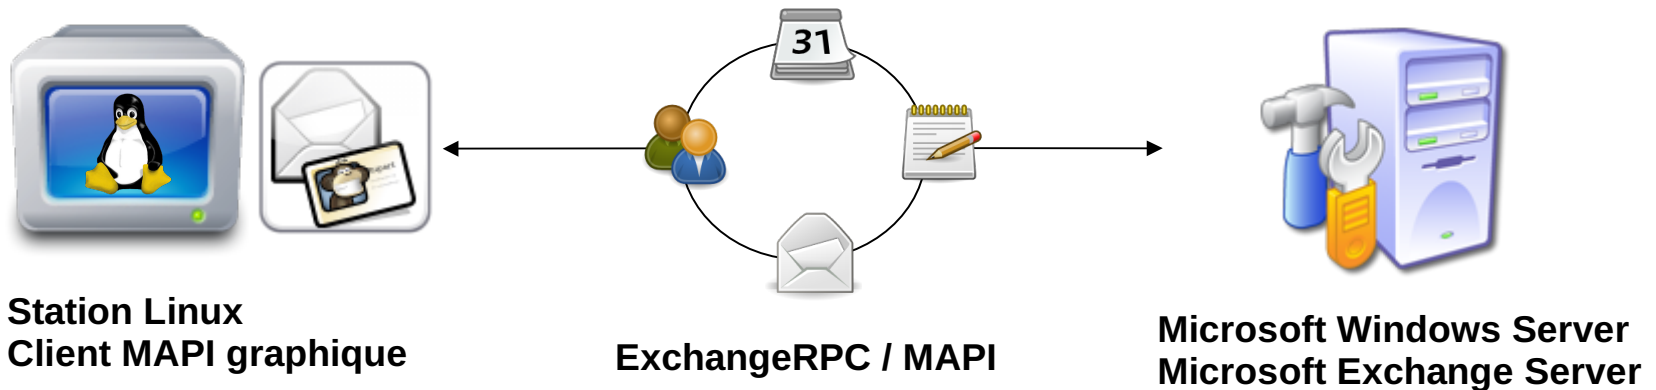 31
Station Linux
Client MAPI graphique
ExchangeRPC / MAPI
Microsoft Windows Server
Microsoft Exchange Server